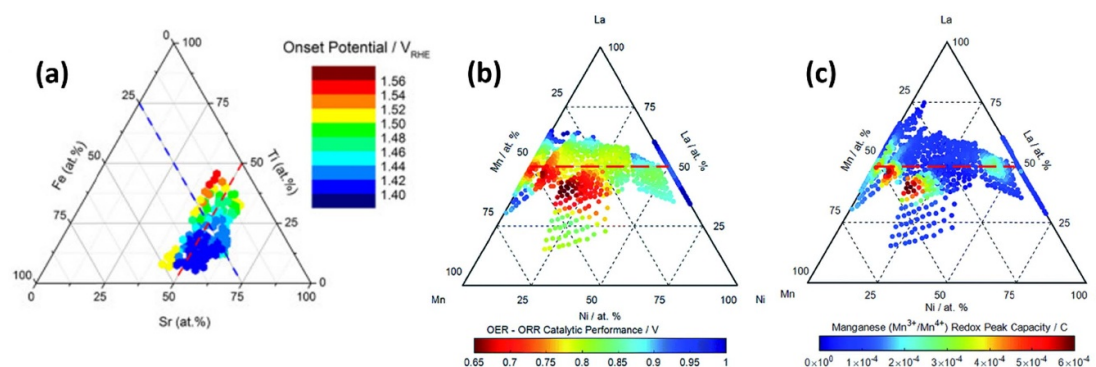 (a)
Onset Potential / V_RHE
1.56
1.54
1.52
1.50
1.48
1.46
1.44
1.42
1.40
0
100
25
75
Fe (at.%)
Ti (at.%)
50
50
75
25
100
0
0
25
50
75
100
Sr (at.%)
(b)
La
100
25
75
Mn / at. %
La / at. %
50
50
75
25
100
Mn
25
50
75
100
Ni
Ni / at. %
OER - ORR Catalytic Performance / V
0.65 0.7 0.75 0.8 0.85 0.9 0.95 1
(c)
La
100
25
75
Mn / at. %
La / at. %
50
50
75
25
100
Mn
25
50
75
100
Ni
Ni / at. %
Manganese (Mn³⁺/Mn⁴⁺) Redox Peak Capacity / C
0×10⁰ 1×10⁻⁴ 2×10⁻⁴ 3×10⁻⁴ 4×10⁻⁴ 5×10⁻⁴ 6×10⁻⁴